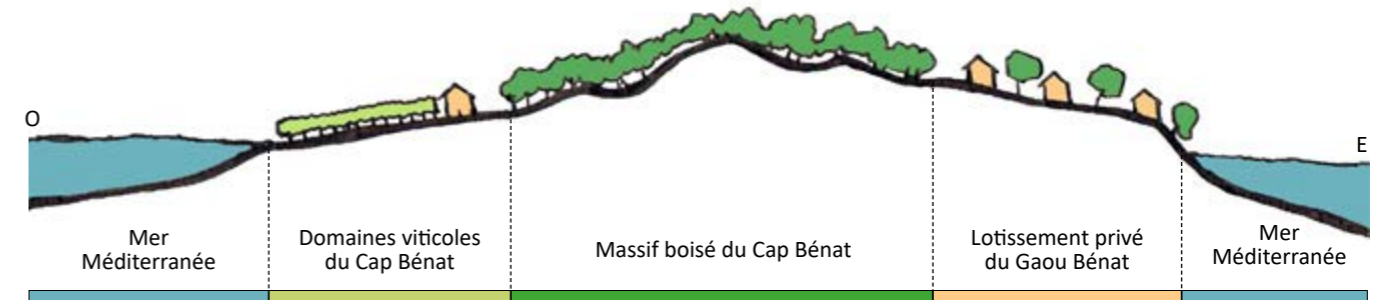 O
E
Mer
Méditerranée
Domaines viticoles
du Cap Bénat
Massif boisé du Cap Bénat
Lotissement privé
du Gaou Bénat
Mer
Méditerranée